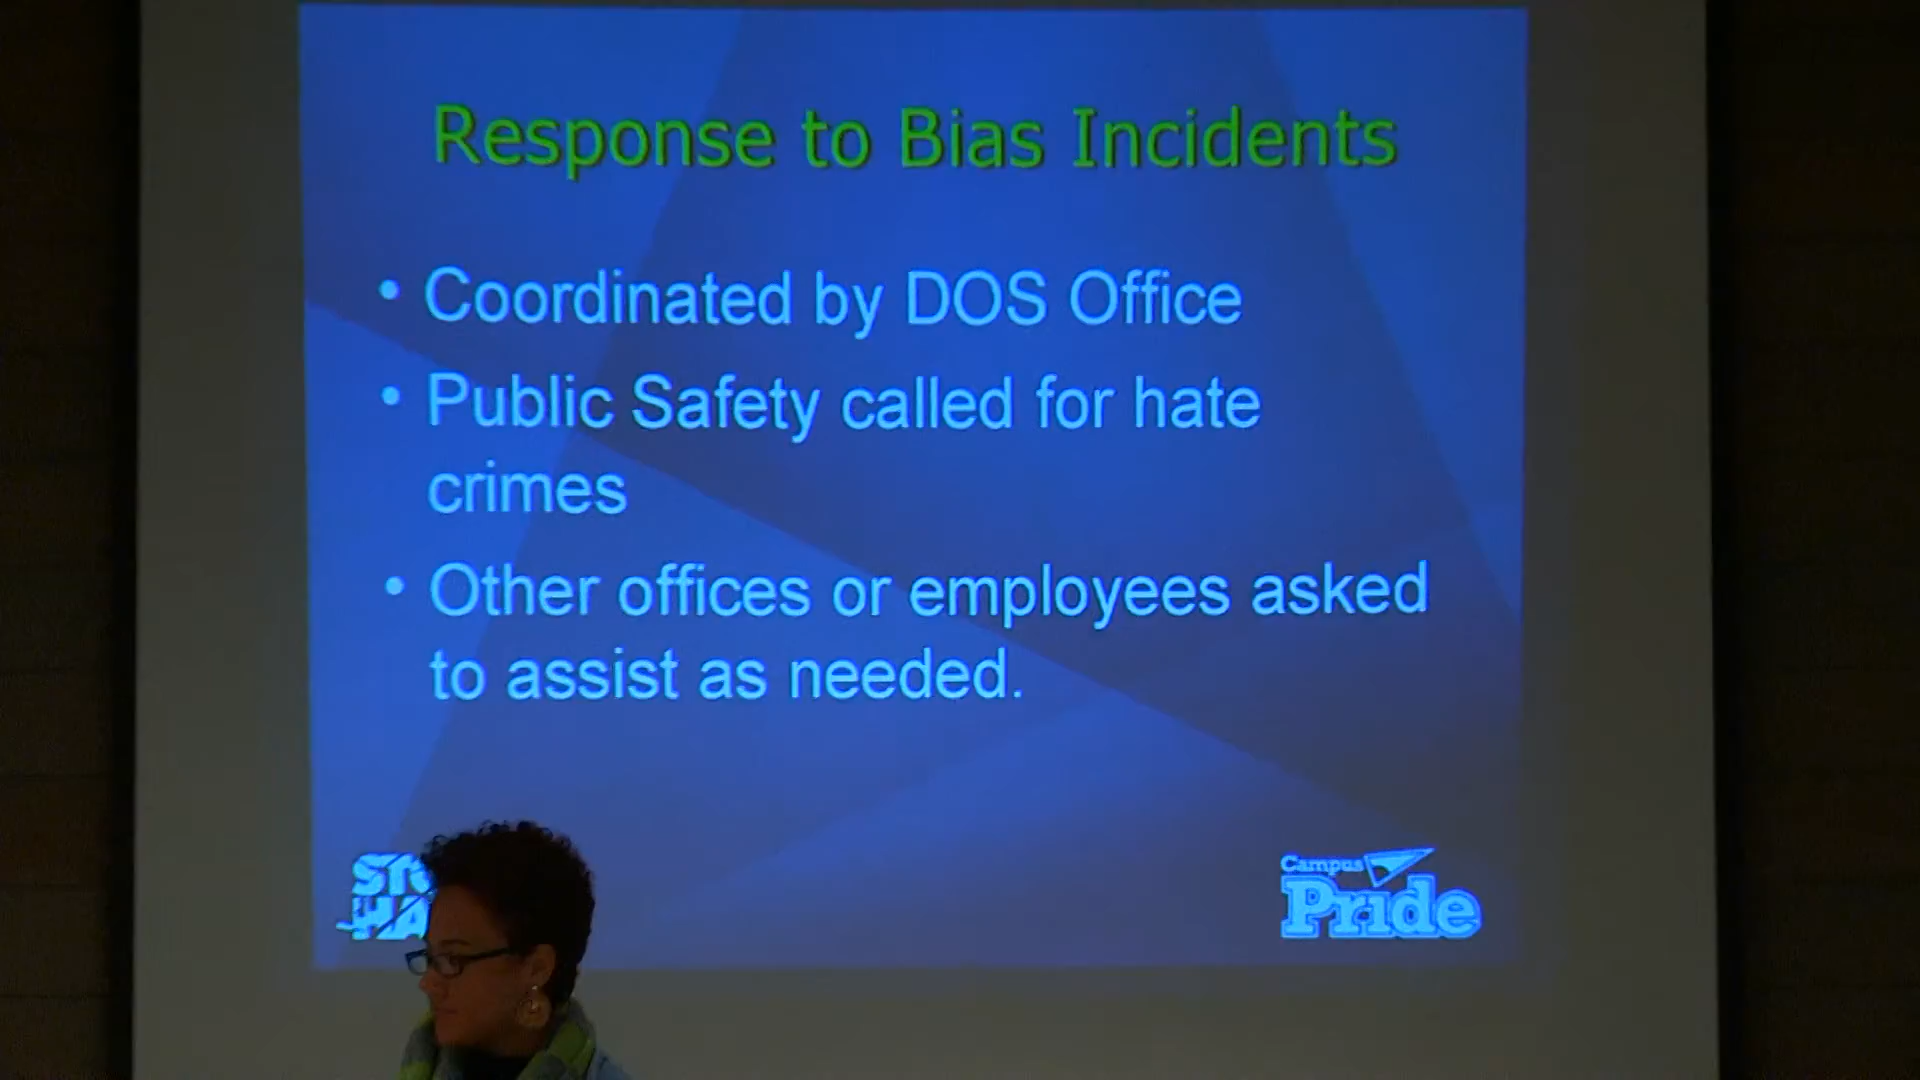 Response to Bias Incidents
• Coordinated by DOS Office
• Public Safety called for hate
crimes
• Other offices or employees asked
to assist as needed.
Campus
Pride